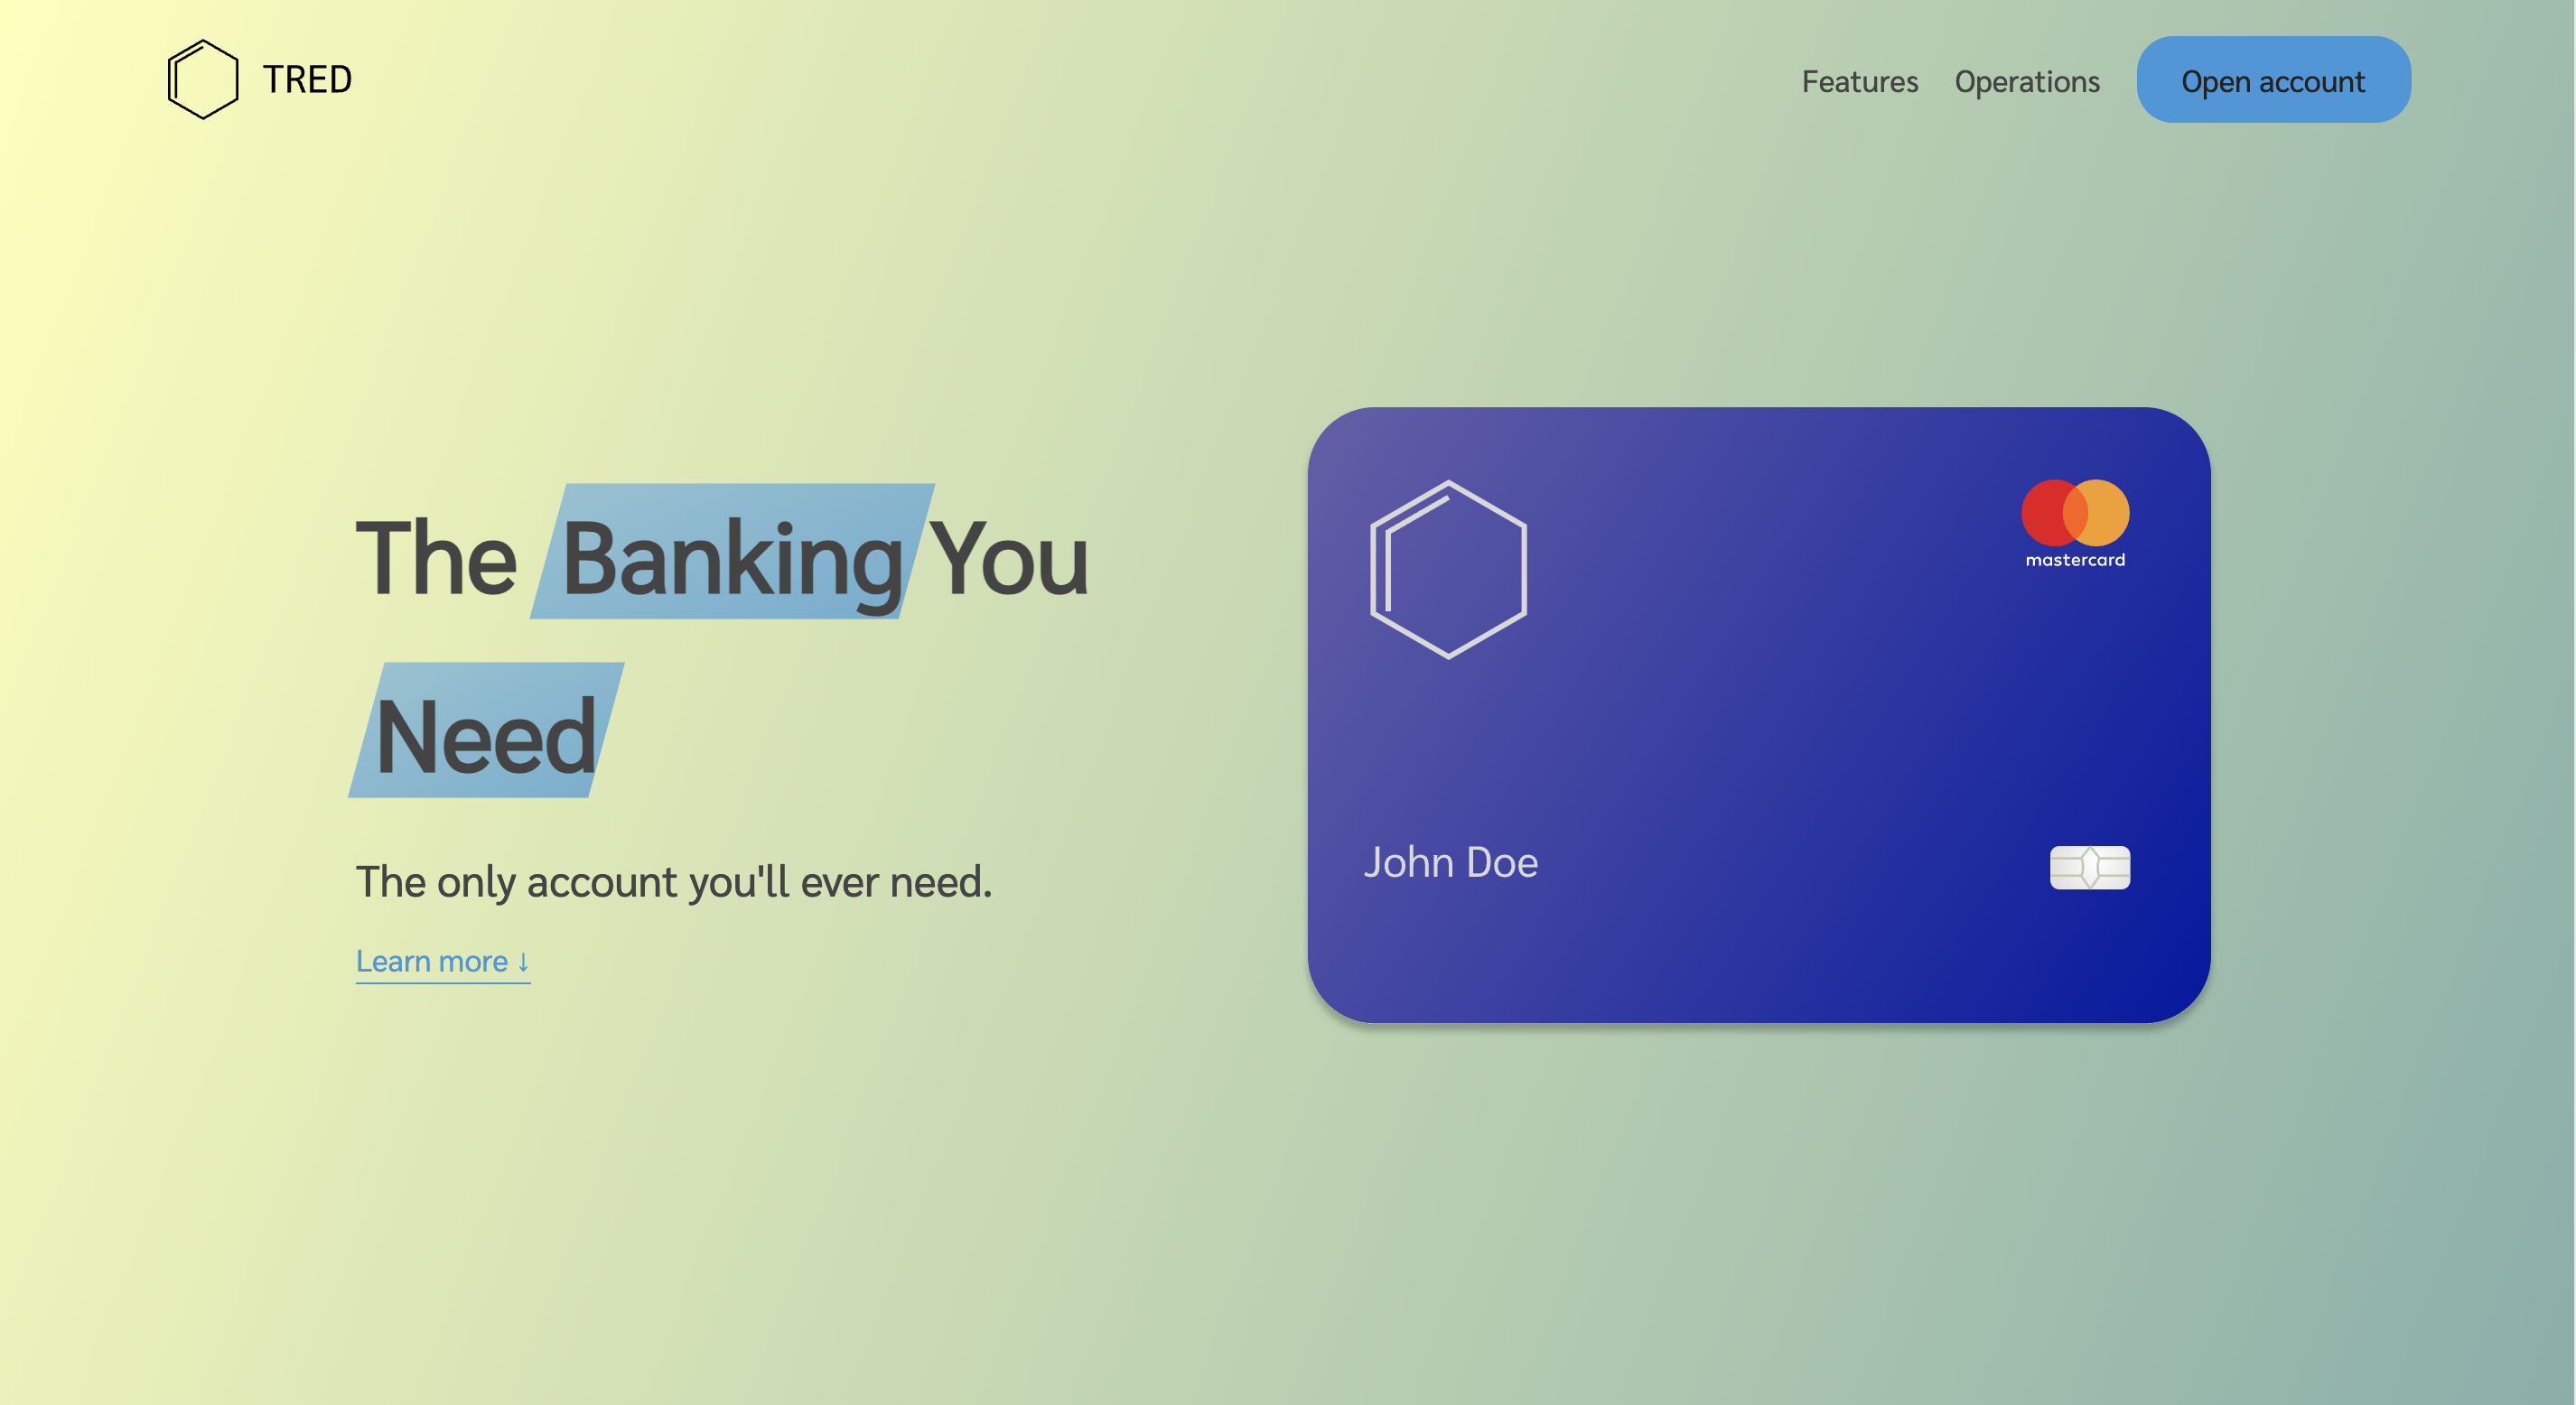 TRED
Features
Operations
Open account
The Banking You
Need
The only account you'll ever need.
Learn more ↓
mastercard
John Doe